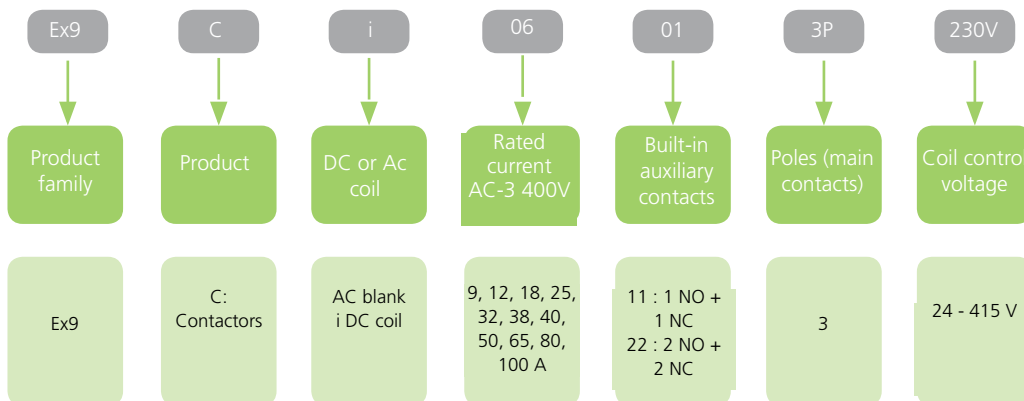 Ex9
C
i
06
01
3P
230V
Product
family
Product
DC or Ac
coil
Rated
current
AC-3 400V
Built-in
auxiliary
contacts
Poles (main
contacts)
Coil control
voltage
Ex9
C:
Contactors
AC blank
i DC coil
9, 12, 18, 25,
32, 38, 40,
50, 65, 80,
100 A
11 : 1 NO +
1 NC
22 : 2 NO +
2 NC
3
24 - 415 V